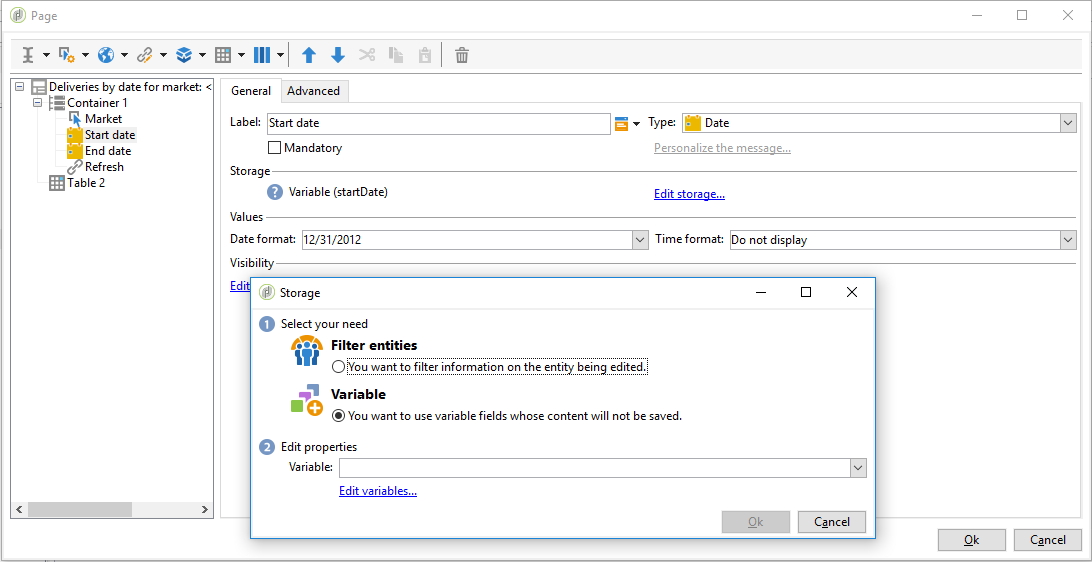 Page
Deliveries by date for market: <
Container 1
Market
Start date
End date
Refresh
Table 2
General
Advanced
Label: Start date
Type: Date
Mandatory
Personalize the message...
Storage
? Variable (startDate)
Edit storage...
Values
Date format: 12/31/2012
Time format: Do not display
Visibility
Edit
Storage
1 Select your need
Filter entities
You want to filter information on the entity being edited.
Variable
You want to use variable fields whose content will not be saved.
2 Edit properties
Variable:
Edit variables...
Ok
Cancel
Ok
Cancel